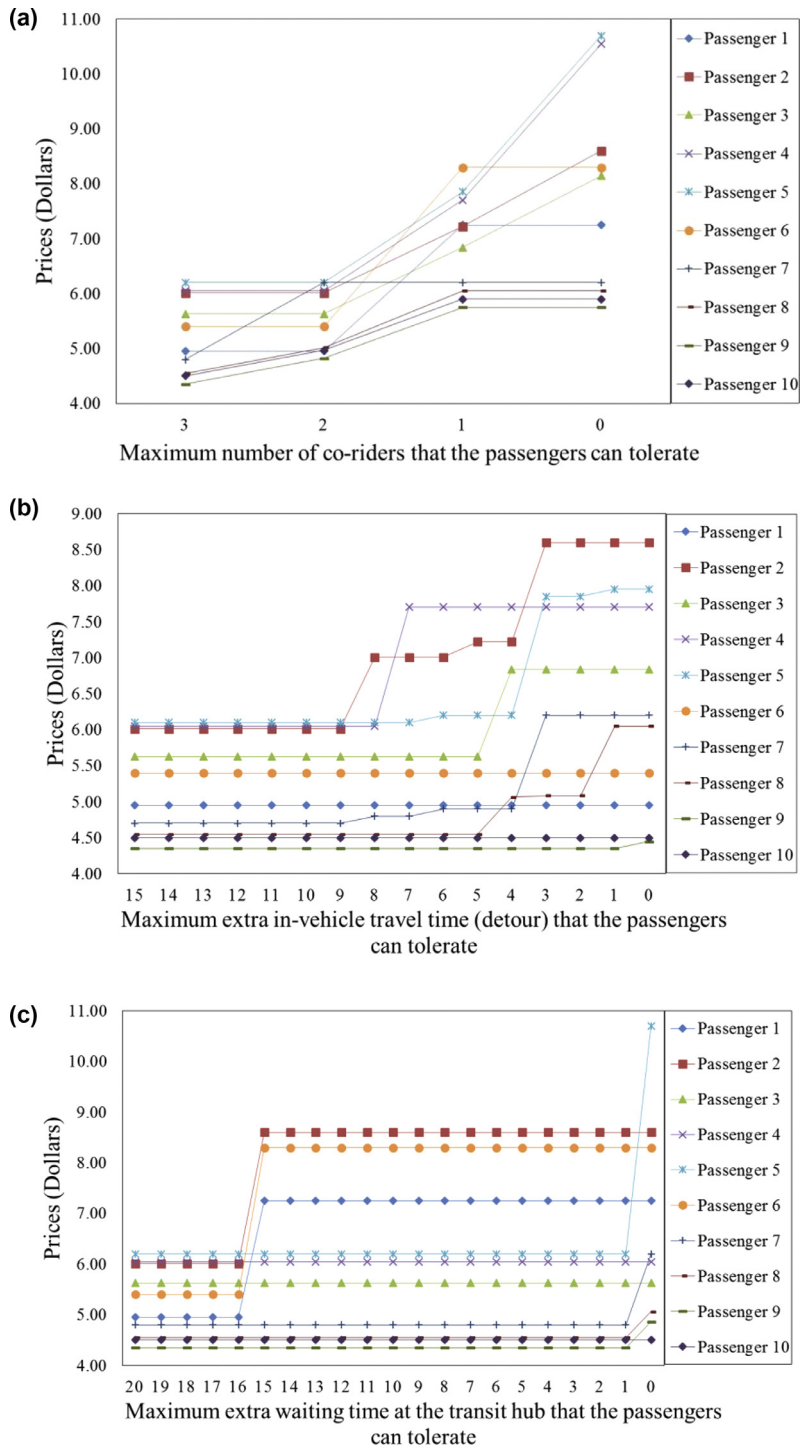 (a)
11.00
10.00
9.00
8.00
7.00
6.00
5.00
4.00
Prices (Dollars)
3 2 1 0
Maximum number of co-riders that the passengers can tolerate
Passenger 1
Passenger 2
Passenger 3
Passenger 4
Passenger 5
Passenger 6
Passenger 7
Passenger 8
Passenger 9
Passenger 10
(b)
9.00
8.50
8.00
7.50
7.00
6.50
6.00
5.50
5.00
4.50
4.00
Prices (Dollars)
15 14 13 12 11 10 9 8 7 6 5 4 3 2 1 0
Maximum extra in-vehicle travel time (detour) that the passengers
can tolerate
Passenger 1
Passenger 2
Passenger 3
Passenger 4
Passenger 5
Passenger 6
Passenger 7
Passenger 8
Passenger 9
Passenger 10
(c)
11.00
10.00
9.00
8.00
7.00
6.00
5.00
4.00
Prices (Dollars)
20 19 18 17 16 15 14 13 12 11 10 9 8 7 6 5 4 3 2 1 0
Maximum extra waiting time at the transit hub that the passengers
can tolerate
Passenger 1
Passenger 2
Passenger 3
Passenger 4
Passenger 5
Passenger 6
Passenger 7
Passenger 8
Passenger 9
Passenger 10